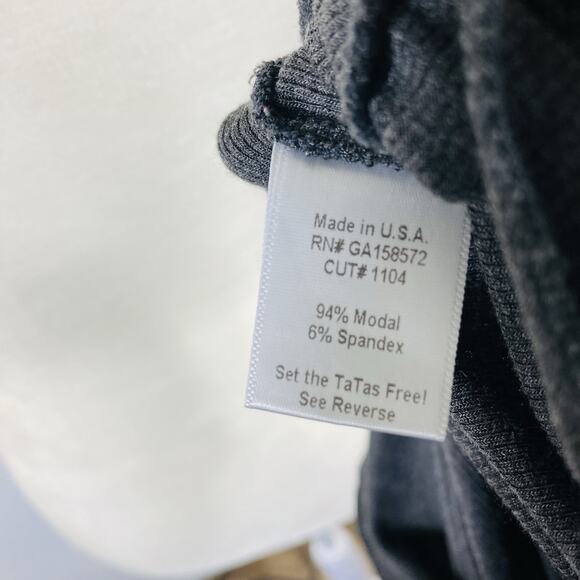 Made in U.S.A.
RN# GA158572
CUT# 1104
94% Modal
6% Spandex
Set the TaTas Free!
See Reverse